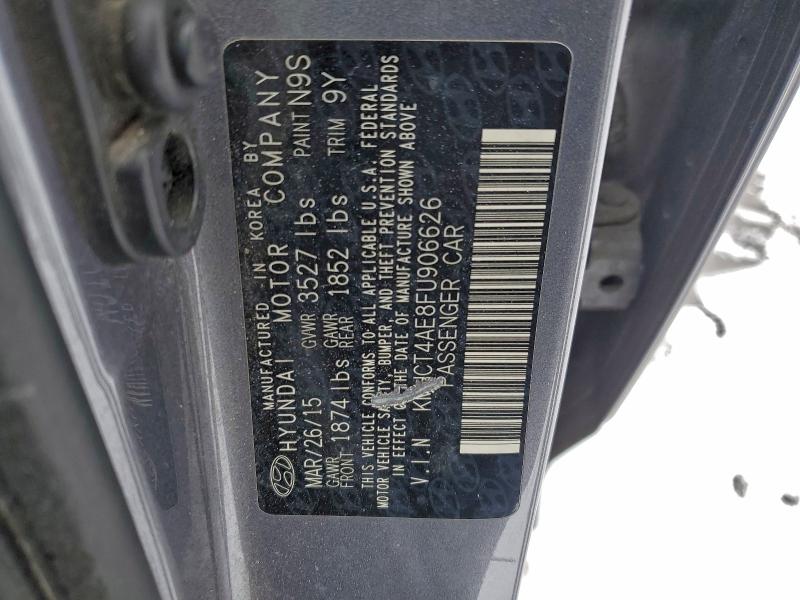 MANUFACTURED IN KOREA BY
HYUNDAI MOTOR COMPANY
MAR/26/15 GVWR 3527 lbs PAINT N9S
GAWR FRONT 1874 lbs GAWR REAR 1852 lbs TRIM 9Y
THIS VEHICLE CONFORMS TO ALL APPLICABLE U.S.A. FEDERAL
MOTOR VEHICLE SAFETY, BUMPER, AND THEFT PREVENTION STANDARDS
IN EFFECT ON THE DATE OF MANUFACTURE SHOWN ABOVE
V.I.N KMHCT4AE8FU906626
PASSENGER CAR